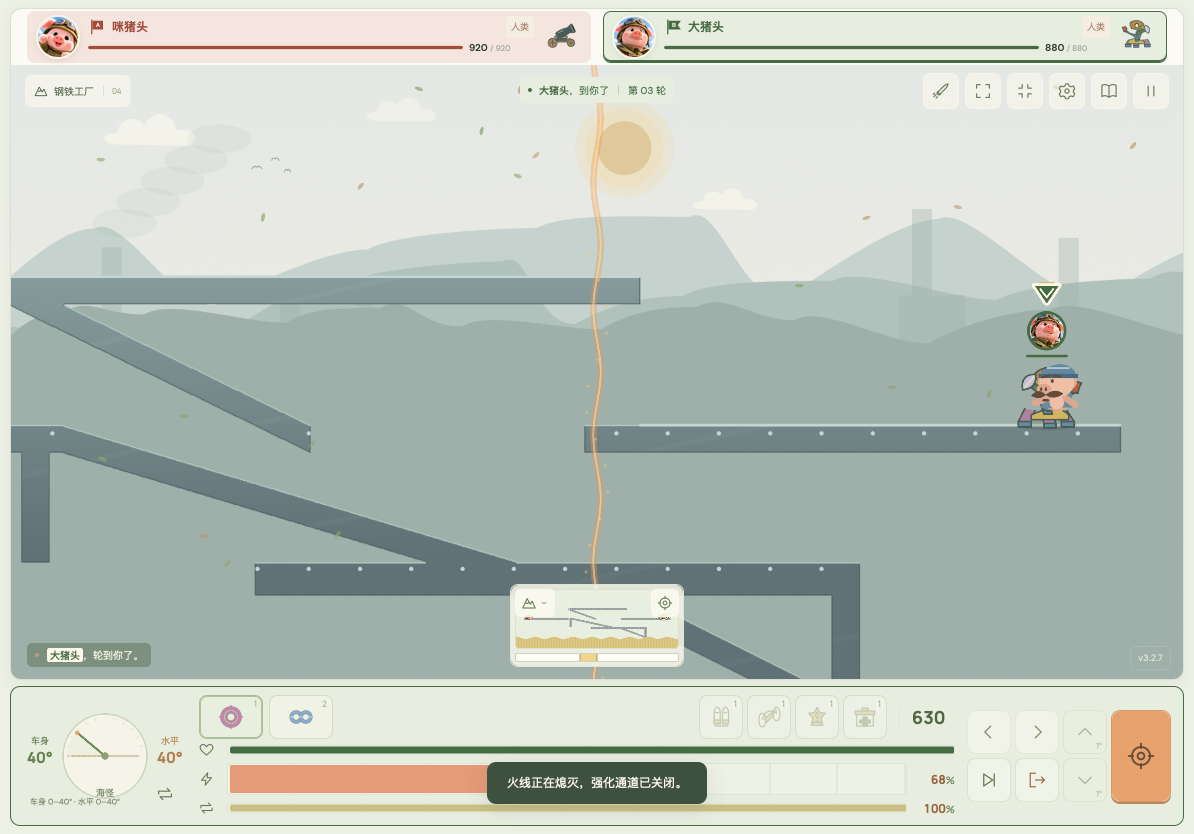 咪猪头
人类
920 / 920
大猪头
人类
880 / 880
钢铁工厂 04
大猪头，到你了 第 03 轮
大猪头，轮到你了。
v3.2.7
车身
40°
水平
40°
海怪
车身 0–40° · 水平 0–40°
1
2
1
1
1
1
630
68%
100%
1°
1°
火线正在熄灭，强化通道已关闭。